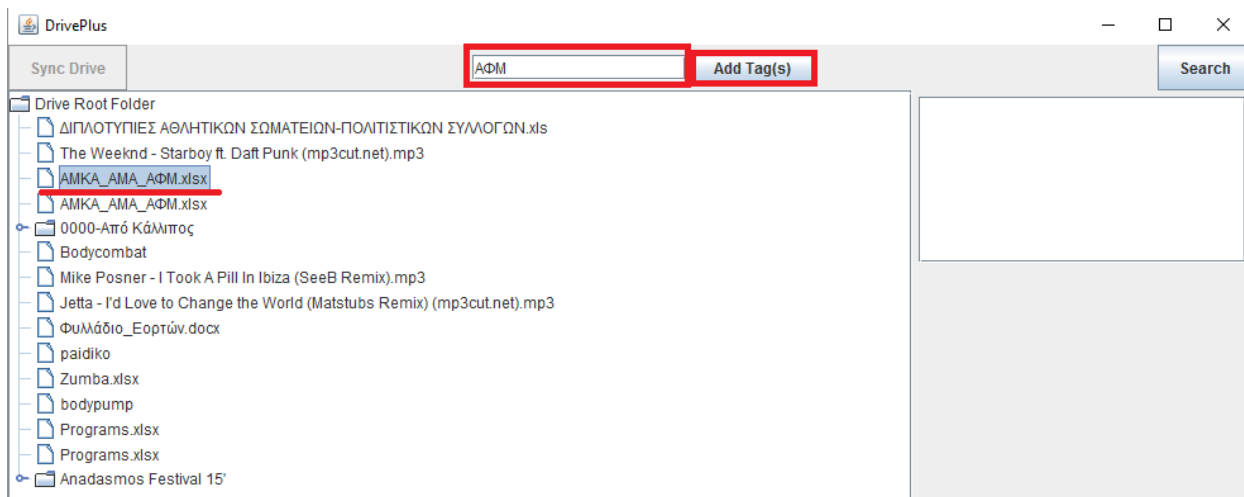 DrivePlus
Sync Drive
ΑΦΜ
Add Tag(s)
Search
Drive Root Folder
ΔΙΠΛΟΤΥΠΙΕΣ ΑΘΛΗΤΙΚΩΝ ΣΩΜΑΤΕΙΩΝ-ΠΟΛΙΤΙΣΤΙΚΩΝ ΣΥΛΛΟΓΩΝ.xls
The Weeknd - Starboy ft. Daft Punk (mp3cut.net).mp3
ΑΜΚΑ_ΑΜΑ_ΑΦΜ.xlsx
ΑΜΚΑ_ΑΜΑ_ΑΦΜ.xlsx
0000-Από Κάλλιπος
Bodycombat
Mike Posner - I Took A Pill In Ibiza (SeeB Remix).mp3
Jetta - I'd Love to Change the World (Matstubs Remix) (mp3cut.net).mp3
Φυλλάδιο_Εορτών.docx
paidiko
Zumba.xlsx
bodypump
Programs.xlsx
Programs.xlsx
Anadasmos Festival 15'